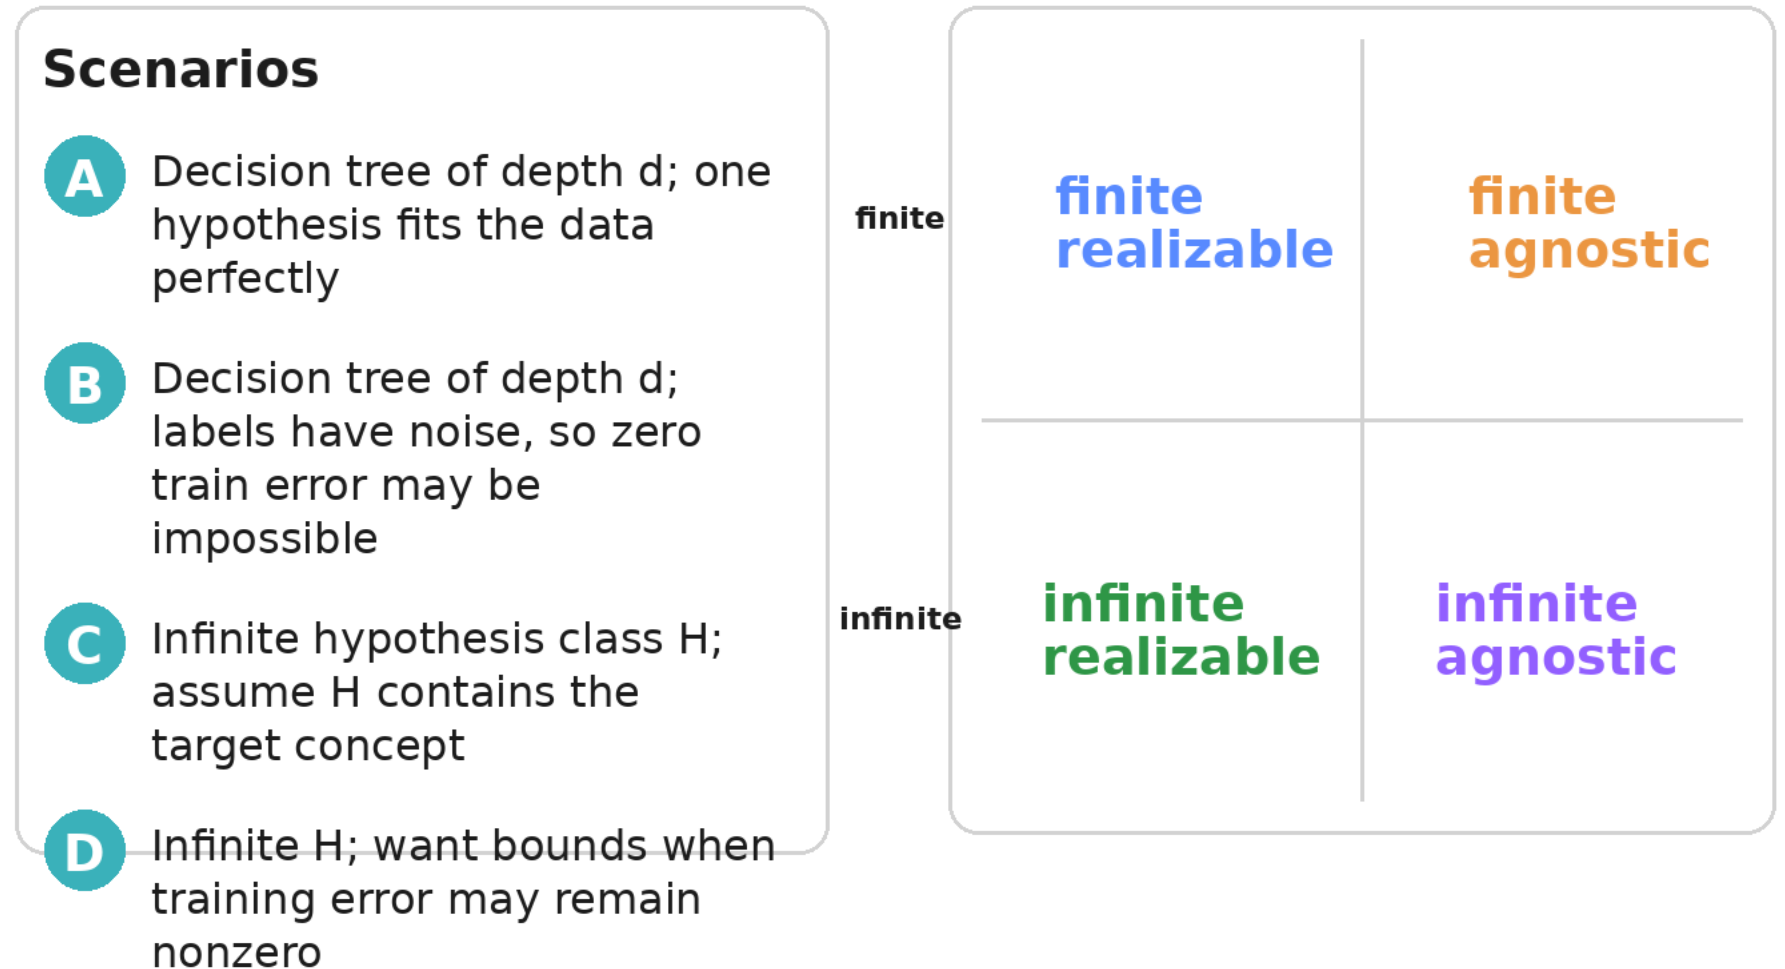 Scenarios
A
Decision tree of depth d; one
hypothesis fits the data
perfectly
B
Decision tree of depth d;
labels have noise, so zero
train error may be
impossible
C
Infinite hypothesis class H;
assume H contains the
target concept
D
Infinite H; want bounds when
training error may remain
nonzero
finite
finite
realizable
finite
agnostic
infinite
infinite
realizable
infinite
agnostic